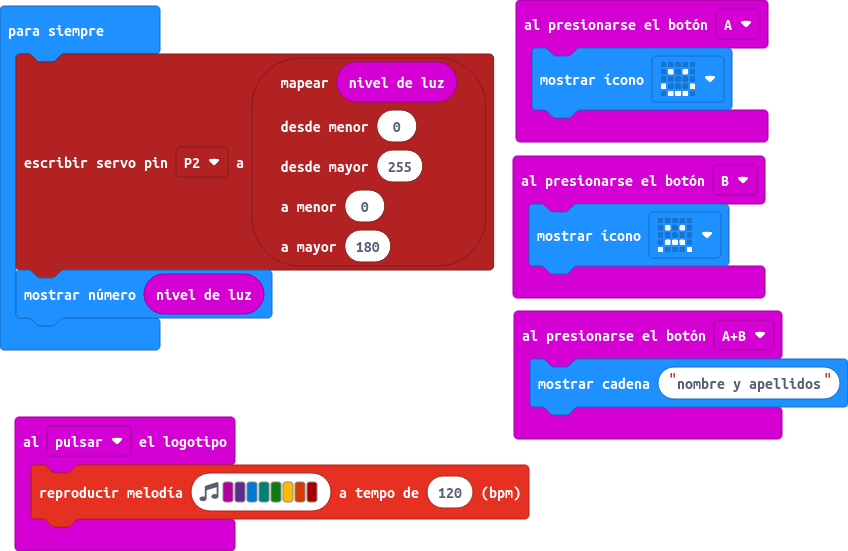 para siempre
escribir servo pin P2 a
mapear nivel de luz
desde menor 0
desde mayor 255
a menor 0
a mayor 180
mostrar número nivel de luz
al pulsar el logotipo
reproducir melodía a tempo de 120 (bpm)
al presionarse el botón A
mostrar ícono
al presionarse el botón B
mostrar ícono
al presionarse el botón A+B
mostrar cadena "nombre y apellidos"